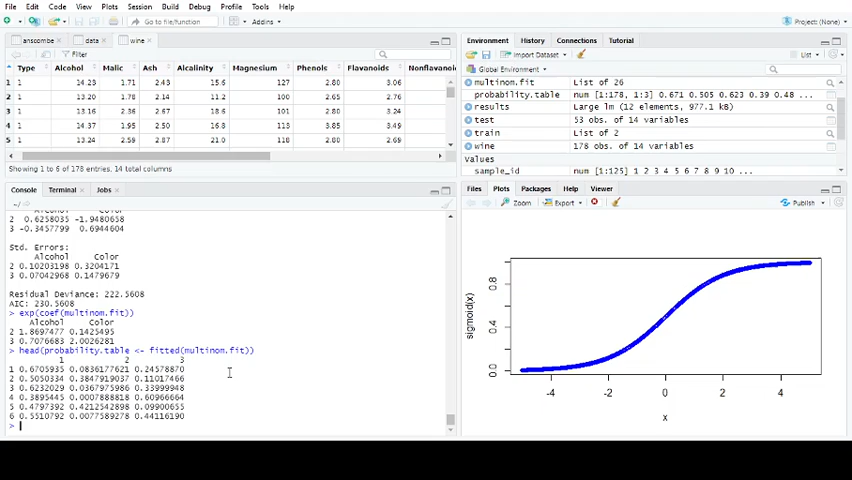 File Edit Code View Plots Session Build Debug Profile Tools Help
Go to file/function Addins Project: (None)
anscombe data wine
Filter
Type Alcohol Malic Ash Alcalinity Magnesium Phenols Flavanoids Nonflavanoid
1 1 14.23 1.71 2.43 15.6 127 2.80 3.06
2 1 13.20 1.78 2.14 11.2 100 2.65 2.76
3 1 13.16 2.36 2.67 18.6 101 2.80 3.24
4 1 14.37 1.95 2.50 16.8 113 3.85 3.49
5 1 13.24 2.59 2.87 21.0 118 2.80 2.69
Showing 1 to 6 of 178 entries, 14 total columns
Console Terminal Jobs
~/
Alcohol Color
2 0.6258035 -1.9480658
3 -0.3457799 0.6944604
Std. Errors:
Alcohol Color
2 0.10203198 0.3204171
3 0.07042968 0.1479679
Residual Deviance: 222.5608
AIC: 230.5608
> exp(coef(multinom.fit))
Alcohol Color
2 1.8697477 0.1425495
3 0.7076683 2.0026281
> head(probability.table <- fitted(multinom.fit))
1 2 3
1 0.6705935 0.0836177621 0.24578870
2 0.5050334 0.3847919037 0.11017466
3 0.6232029 0.0367975986 0.33999948
4 0.3895445 0.0007888818 0.60966664
5 0.4797392 0.4212542898 0.09900655
6 0.5510792 0.0077589278 0.44116190
>
Environment History Connections Tutorial
Import Dataset List
Global Environment
multinom.fit List of 26
probability.table num [1:178, 1:3] 0.671 0.505 0.623 0.39 0.48 ...
results Large lm (12 elements, 977.1 kB)
test 53 obs. of 14 variables
train List of 2
wine 178 obs. of 14 variables
values
sample_id num [1:125] 1 2 3 4 5 6 7 8 9 10 ...
Files Plots Packages Help Viewer
Zoom Export Publish
sigmoid(x)
0.8
0.4
0.0
-4 -2 0 2 4
x